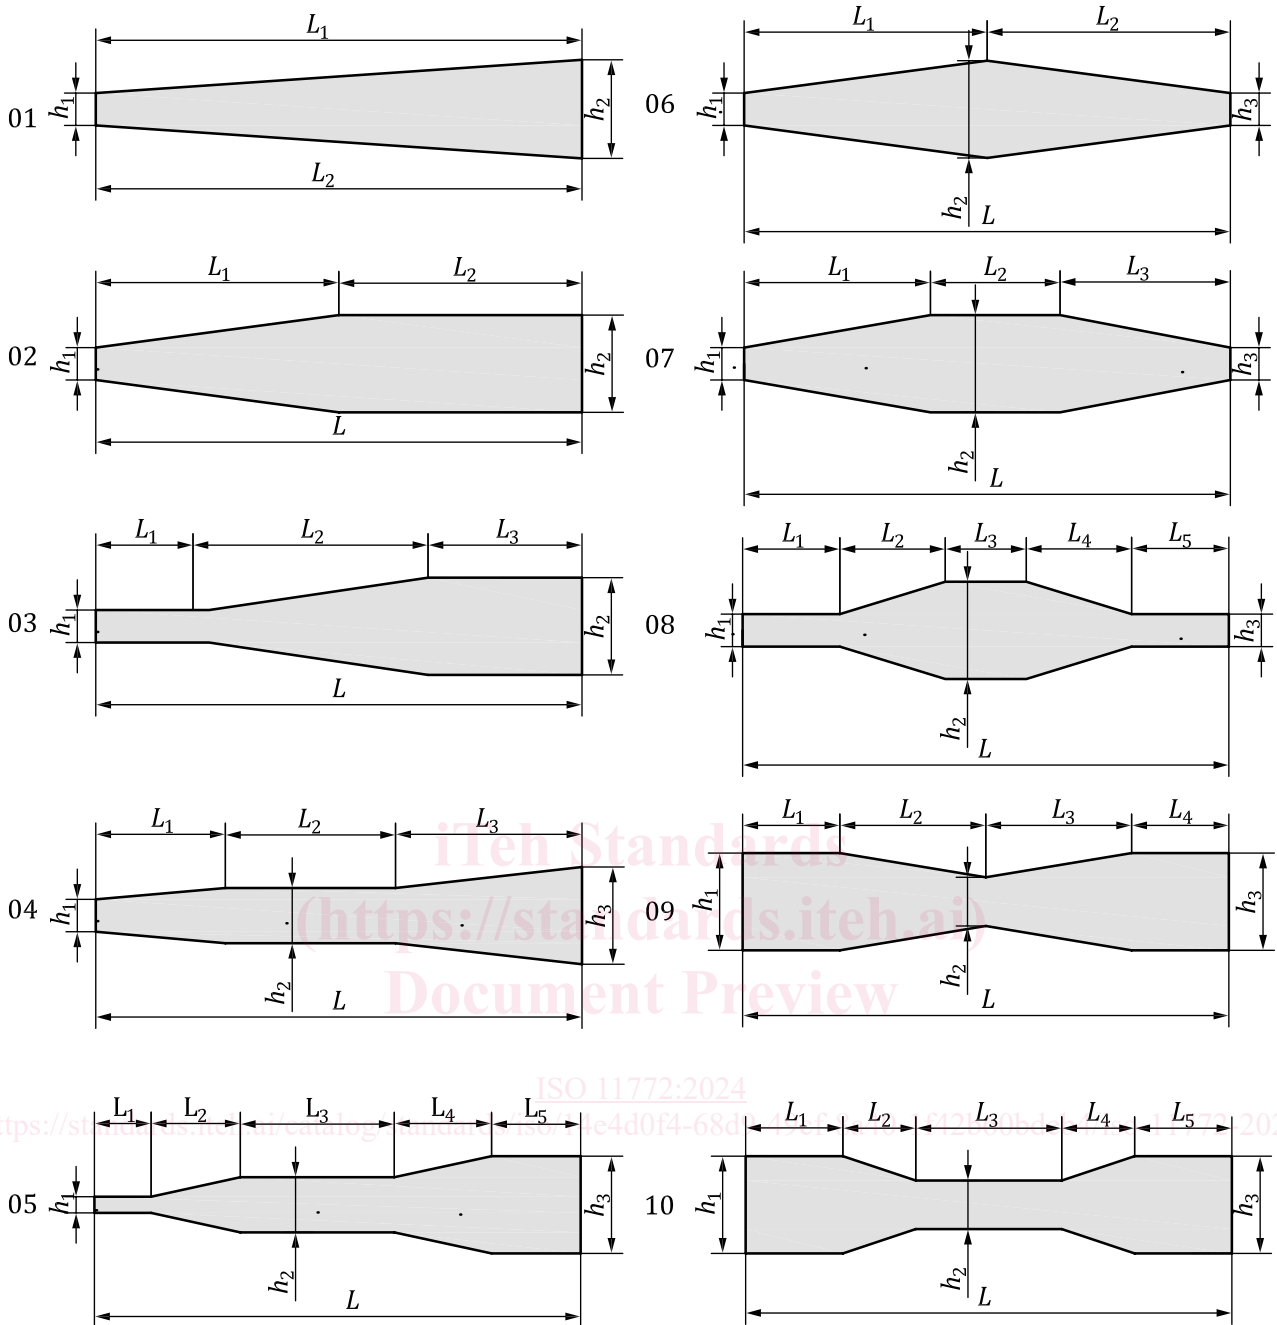 L1
h1
01
h2
L2
L1 L2
h1
02
h2
L
L1 L2 L3
h1
03
h2
L
L1 L2 L3
h1
04
h2
h3
L
L1 L2 L3 L4 L5
h1
05
h2
h3
L
L1 L2
h1
06
h3
h2
L
L1 L2 L3
h1
07
h3
h2
L
L1 L2 L3 L4 L5
h1
08
h3
h2
L
L1 L2 L3 L4
h1
09
h3
h2
L
L1 L2 L3 L4 L5
h1
10
h3
h2
L
iTeh Standards
(https://standards.iteh.ai)
Document Preview
ISO 11772:2024